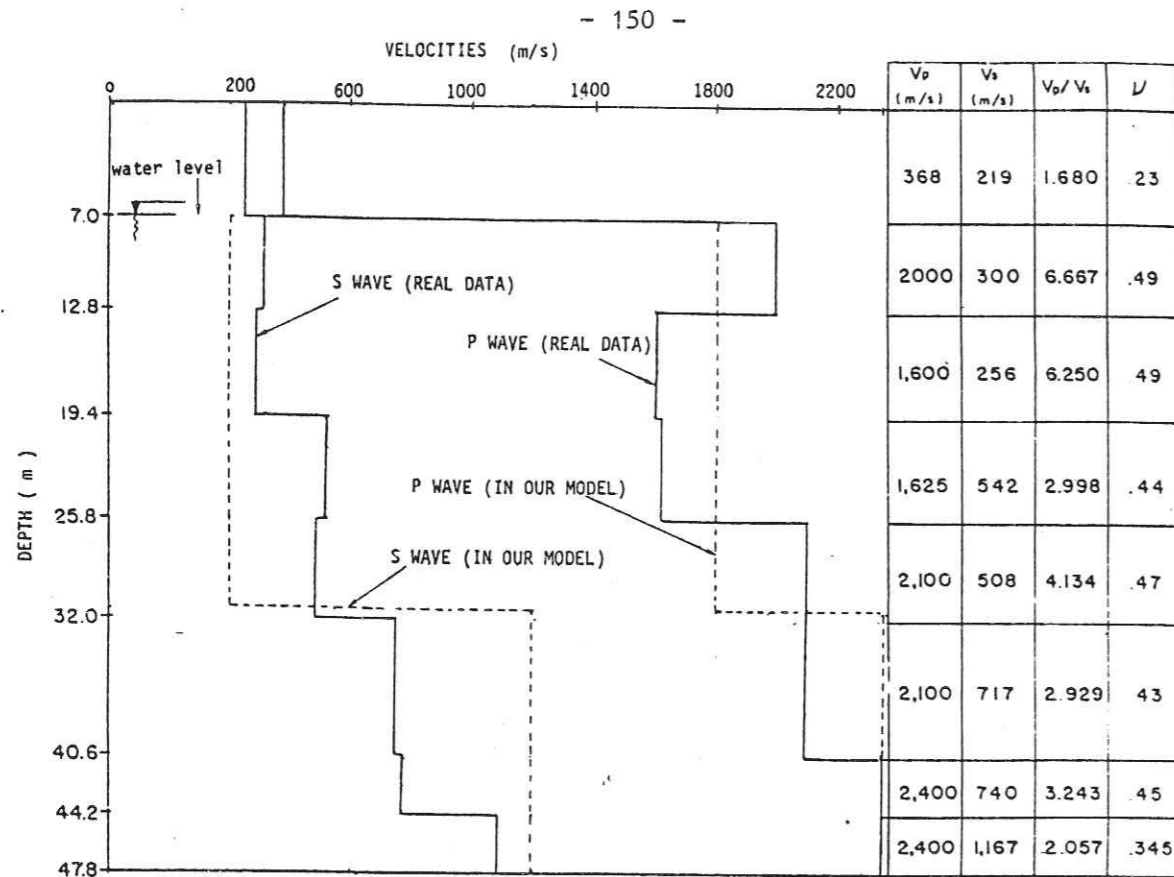 - 150 -
VELOCITIES (m/s)
0 200 600 1000 1400 1800 2200
water level
7.0
12.8
19.4
25.8
32.0
40.6
44.2
47.8
DEPTH ( m )
S WAVE (REAL DATA)
P WAVE (REAL DATA)
P WAVE (IN OUR MODEL)
S WAVE (IN OUR MODEL)
Vp (m/s) Vs (m/s) Vp/Vs ν
368 219 1.680 .23
2000 300 6.667 .49
1,600 256 6.250 49
1,625 542 2.998 .44
2,100 508 4.134 .47
2,100 717 2.929 43
2,400 740 3.243 .45
2,400 1,167 2.057 .345